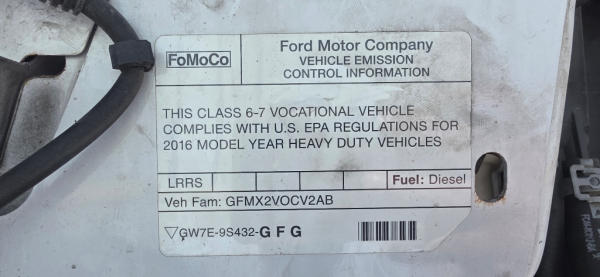 FoMoCo
Ford Motor Company
VEHICLE EMISSION
CONTROL INFORMATION
THIS CLASS 6-7 VOCATIONAL VEHICLE
COMPLIES WITH U.S. EPA REGULATIONS FOR
2016 MODEL YEAR HEAVY DUTY VEHICLES
LRRS Fuel: Diesel
Veh Fam: GFMX2VOCV2AB
▽GW7E-9S432-G F G